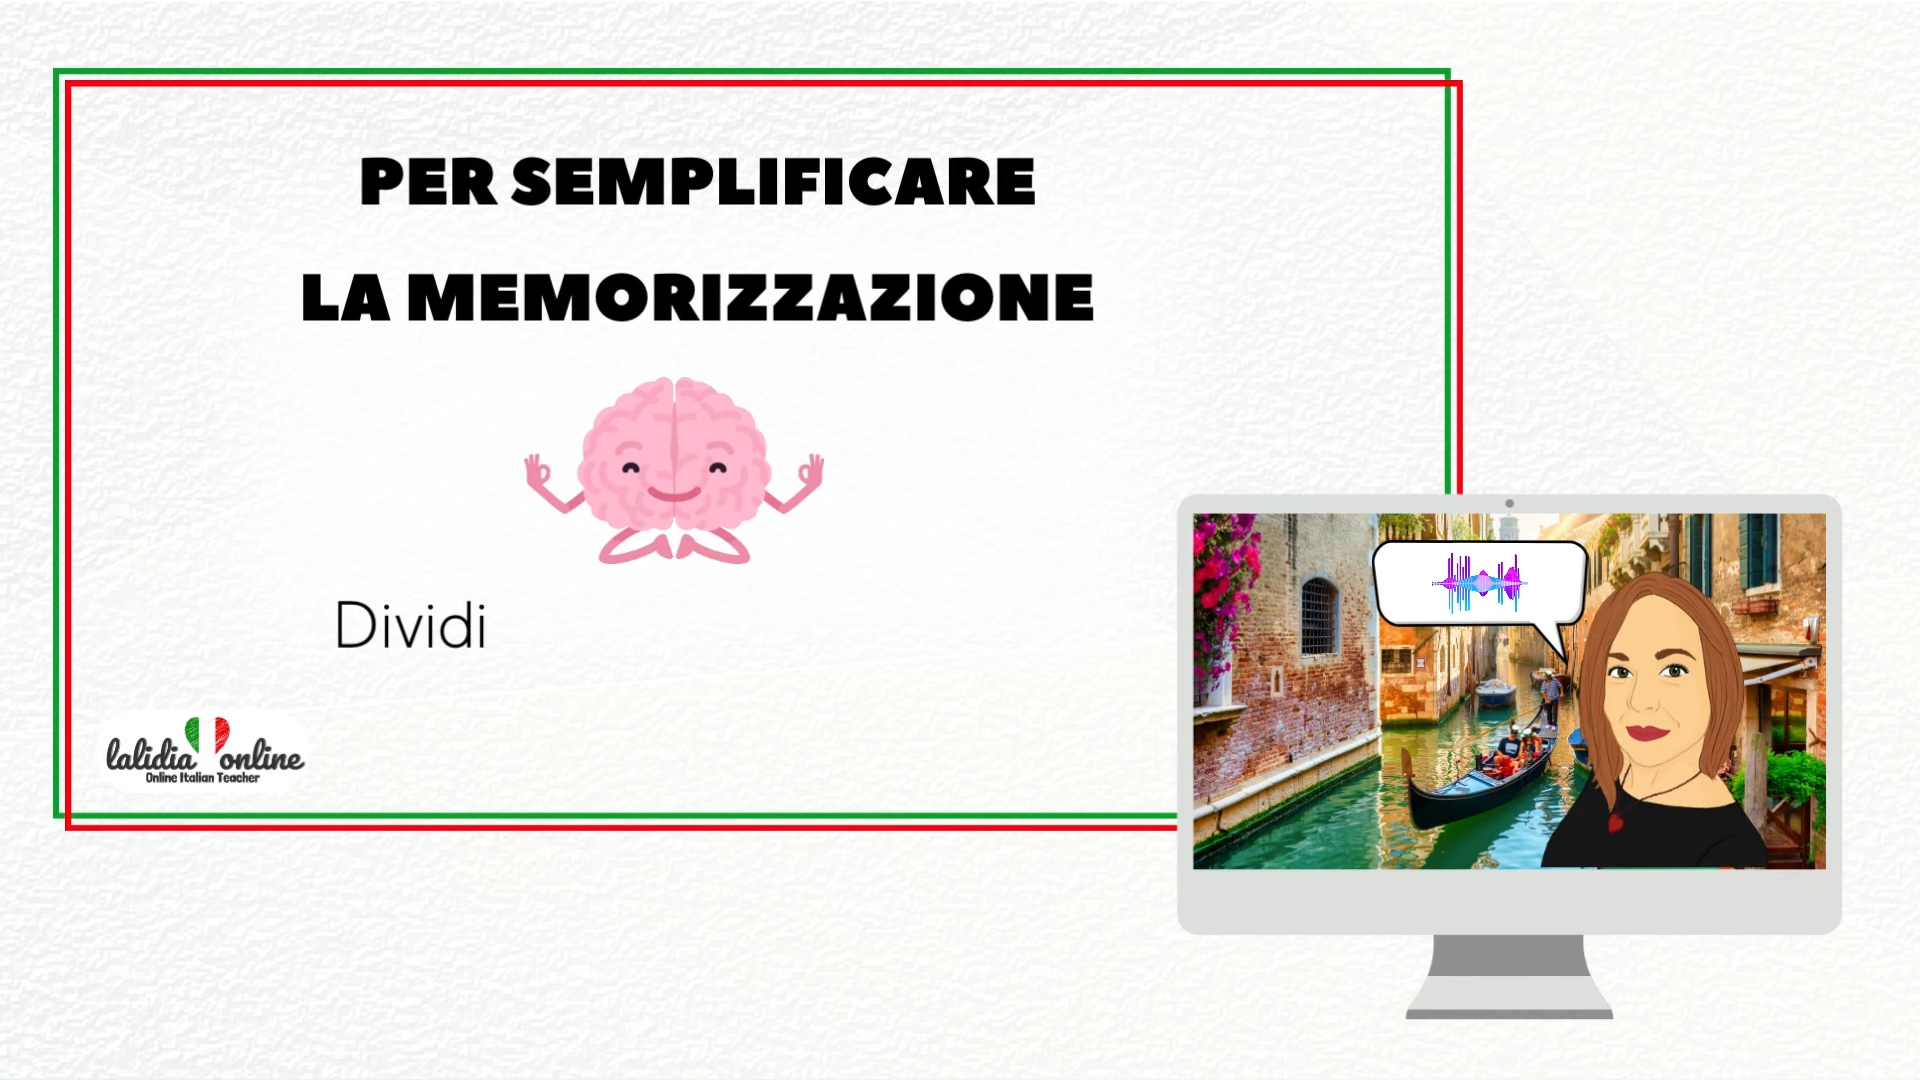 PER SEMPLIFICARE
LA MEMORIZZAZIONE
Dividi
lalidia online
Online Italian Teacher